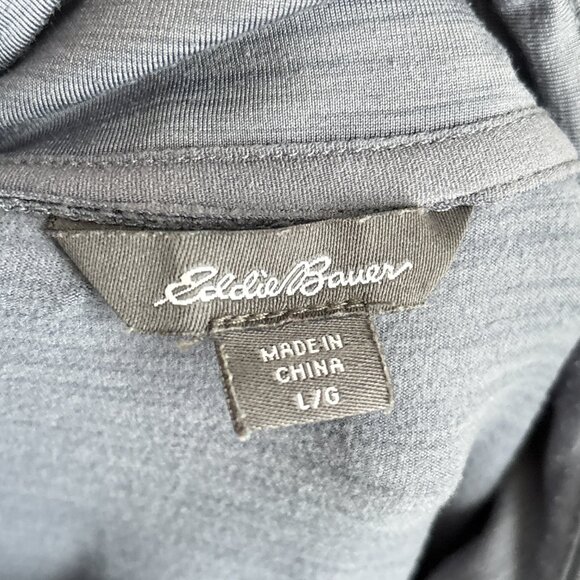 Eddie Bauer
MADE IN
CHINA
L/G